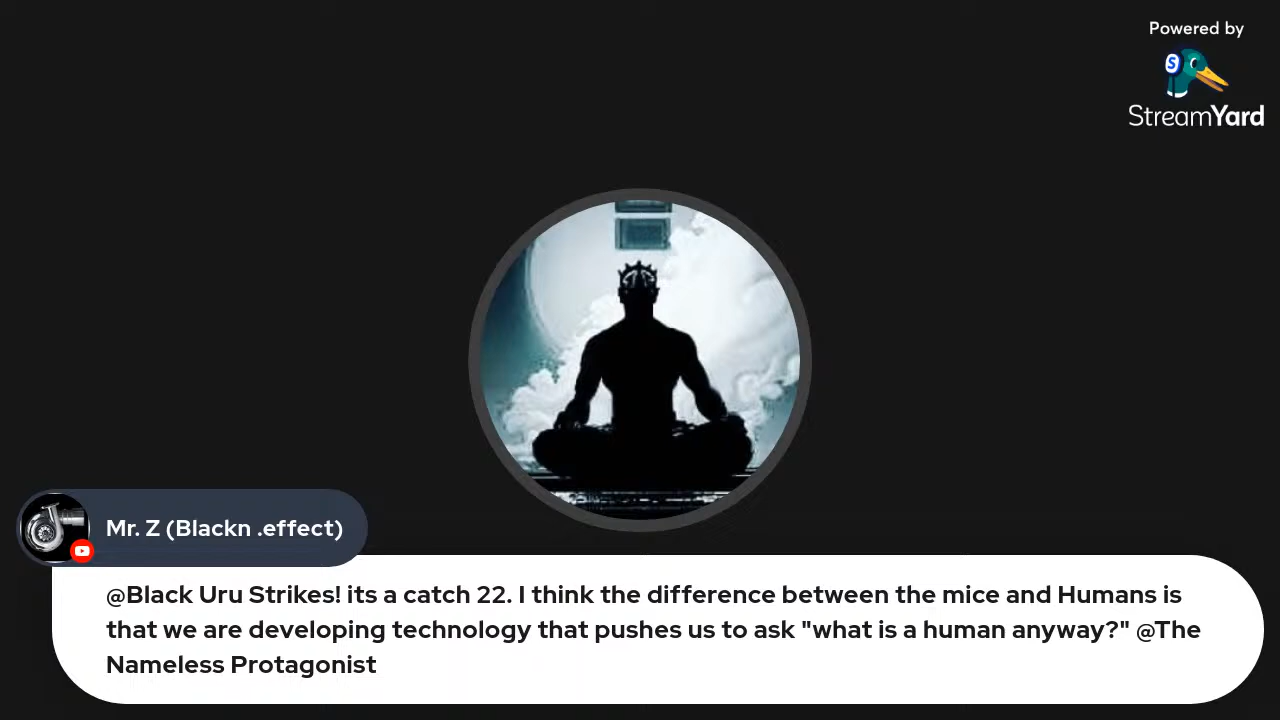 Powered by
StreamYard
Mr. Z (Blackn .effect)
@Black Uru Strikes! its a catch 22. I think the difference between the mice and Humans is
that we are developing technology that pushes us to ask "what is a human anyway?" @The
Nameless Protagonist